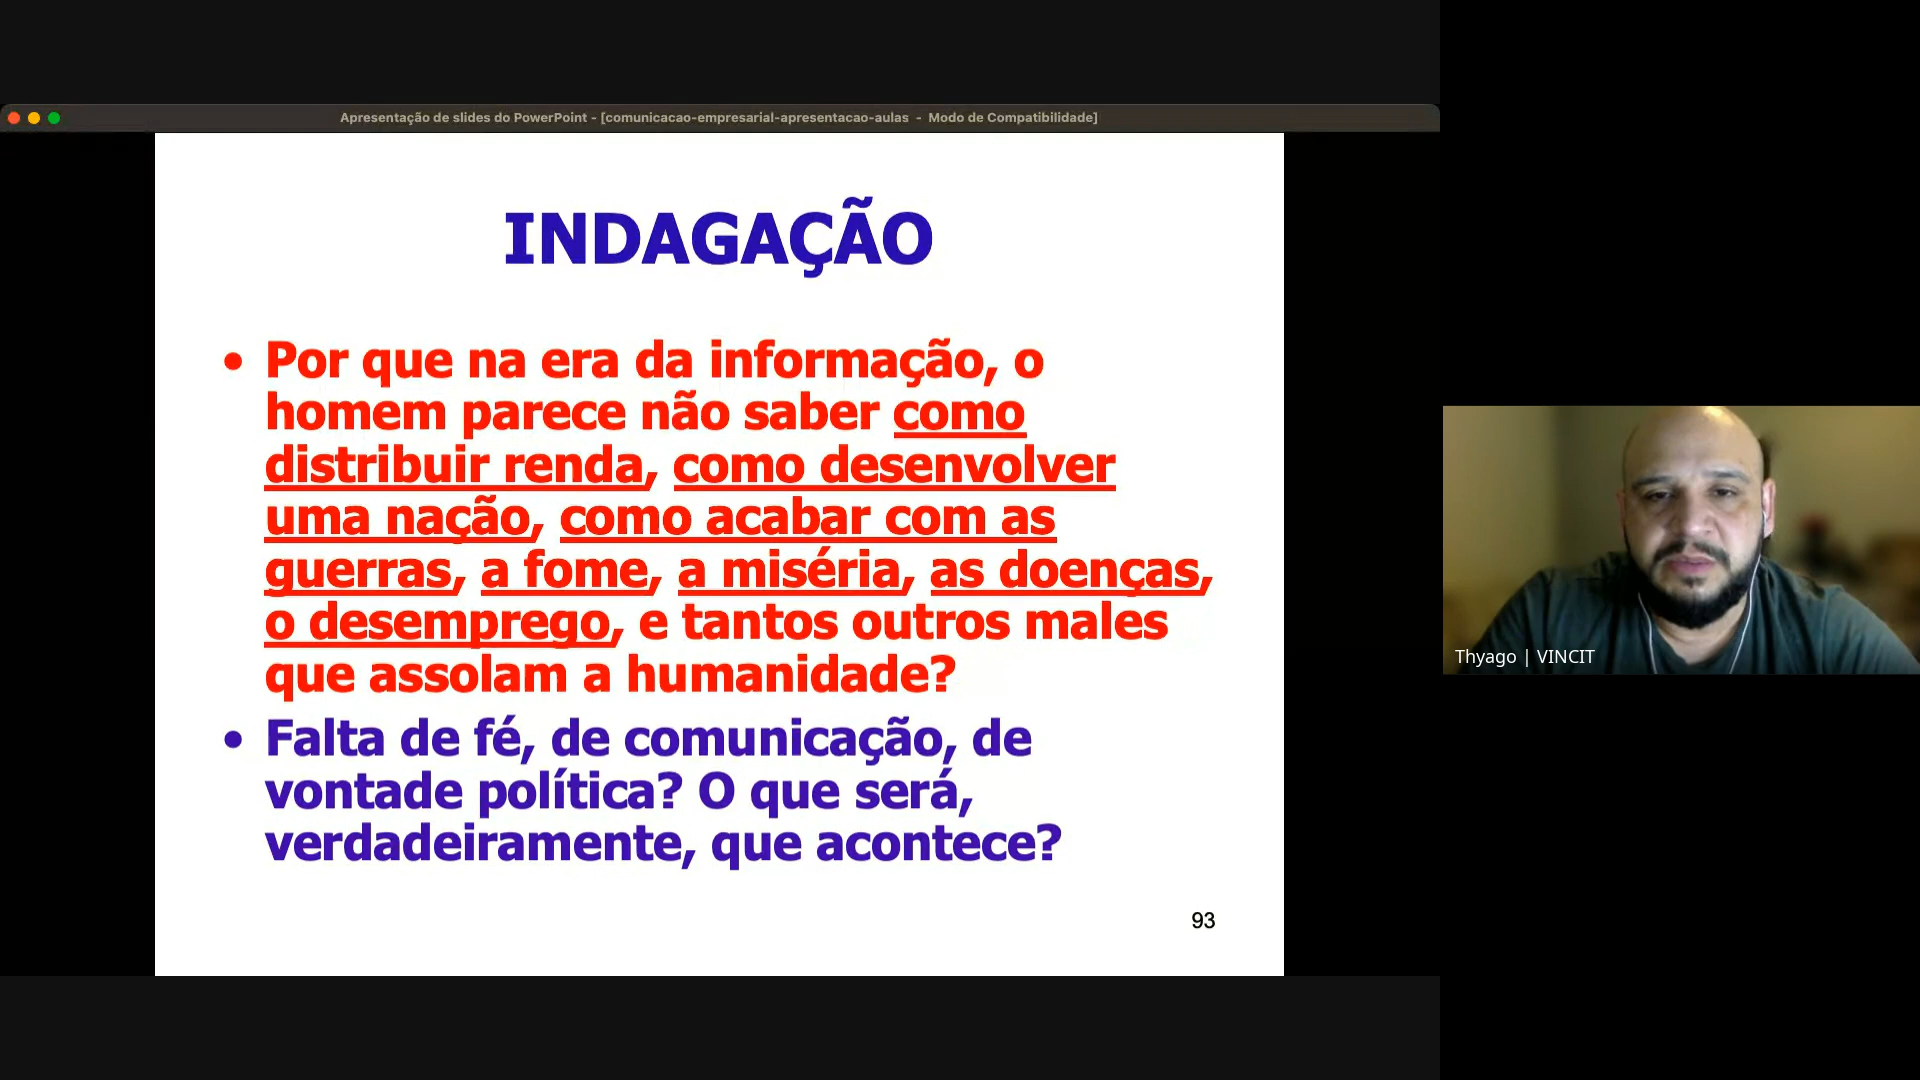 Apresentação de slides do PowerPoint - [comunicacao-empresarial-apresentacao-aulas - Modo de Compatibilidade]
INDAGAÇÃO
• Por que na era da informação, o
homem parece não saber como
distribuir renda, como desenvolver
uma nação, como acabar com as
guerras, a fome, a miséria, as doenças,
o desemprego, e tantos outros males
que assolam a humanidade?
• Falta de fé, de comunicação, de
vontade política? O que será,
verdadeiramente, que acontece?
93
Thyago | VINCIT